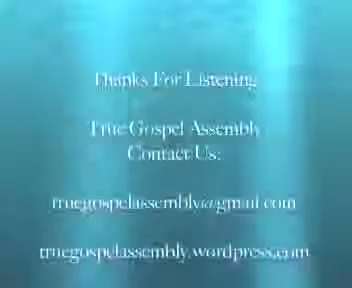 Thanks For Listening
True Gospel Assembly
Contact Us:
truegospelassembly@gmail.com
truegospelassembly.wordpress.com